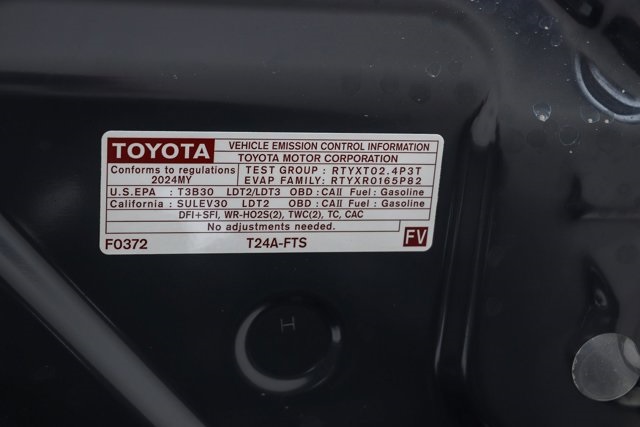 TOYOTA VEHICLE EMISSION CONTROL INFORMATION
TOYOTA MOTOR CORPORATION
Conforms to regulations TEST GROUP : RTYXT02.4P3T
2024MY EVAP FAMILY: RTYXR0165P82
U.S.EPA : T3B30 LDT2/LDT3 OBD : CAII Fuel : Gasoline
California : SULEV30 LDT2 OBD : CAII Fuel : Gasoline
DFI+SFI, WR-HO2S(2), TWC(2), TC, CAC
No adjustments needed.
F0372 T24A-FTS FV
H